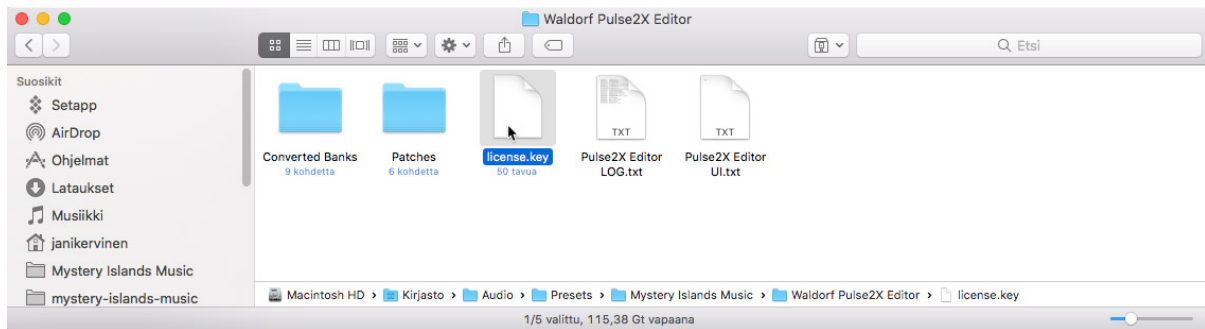 Waldorf Pulse2X Editor
Etsi
Suosikit
Setapp
AirDrop
Ohjelmat
Lataukset
Musiikki
janikervinen
Mystery Islands Music
mystery-islands-music
Converted Banks
9 kohdetta
Patches
6 kohdetta
license.key
50 tavua
TXT
Pulse2X Editor
LOG.txt
TXT
Pulse2X Editor
UI.txt
Macintosh HD › Kirjasto › Audio › Presets › Mystery Islands Music › Waldorf Pulse2X Editor › license.key
1/5 valittu, 115,38 Gt vapaana